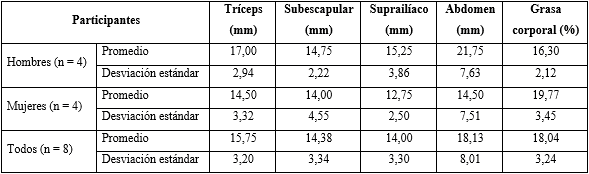 Participantes Tríceps (mm) Subescapular (mm) Suprailíaco (mm) Abdomen (mm) Grasa corporal (%)
Hombres (n = 4) Promedio 17,00 14,75 15,25 21,75 16,30
Desviación estándar 2,94 2,22 3,86 7,63 2,12
Mujeres (n = 4) Promedio 14,50 14,00 12,75 14,50 19,77
Desviación estándar 3,32 4,55 2,50 7,51 3,45
Todos (n = 8) Promedio 15,75 14,38 14,00 18,13 18,04
Desviación estándar 3,20 3,34 3,30 8,01 3,24